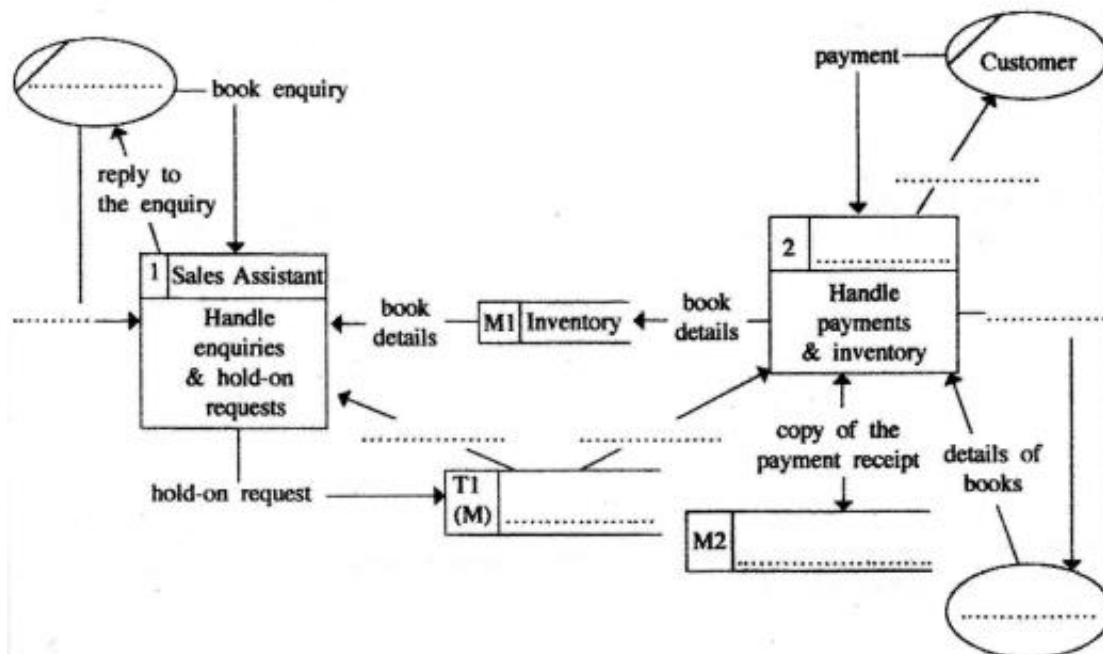 book enquiry
payment
Customer
reply to
the enquiry
1 Sales Assistant
Handle
enquiries
& hold-on
requests
book
details
M1 Inventory
book
details
2
Handle
payments
& inventory
copy of the
payment receipt
details of
books
hold-on request
T1
(M)
M2